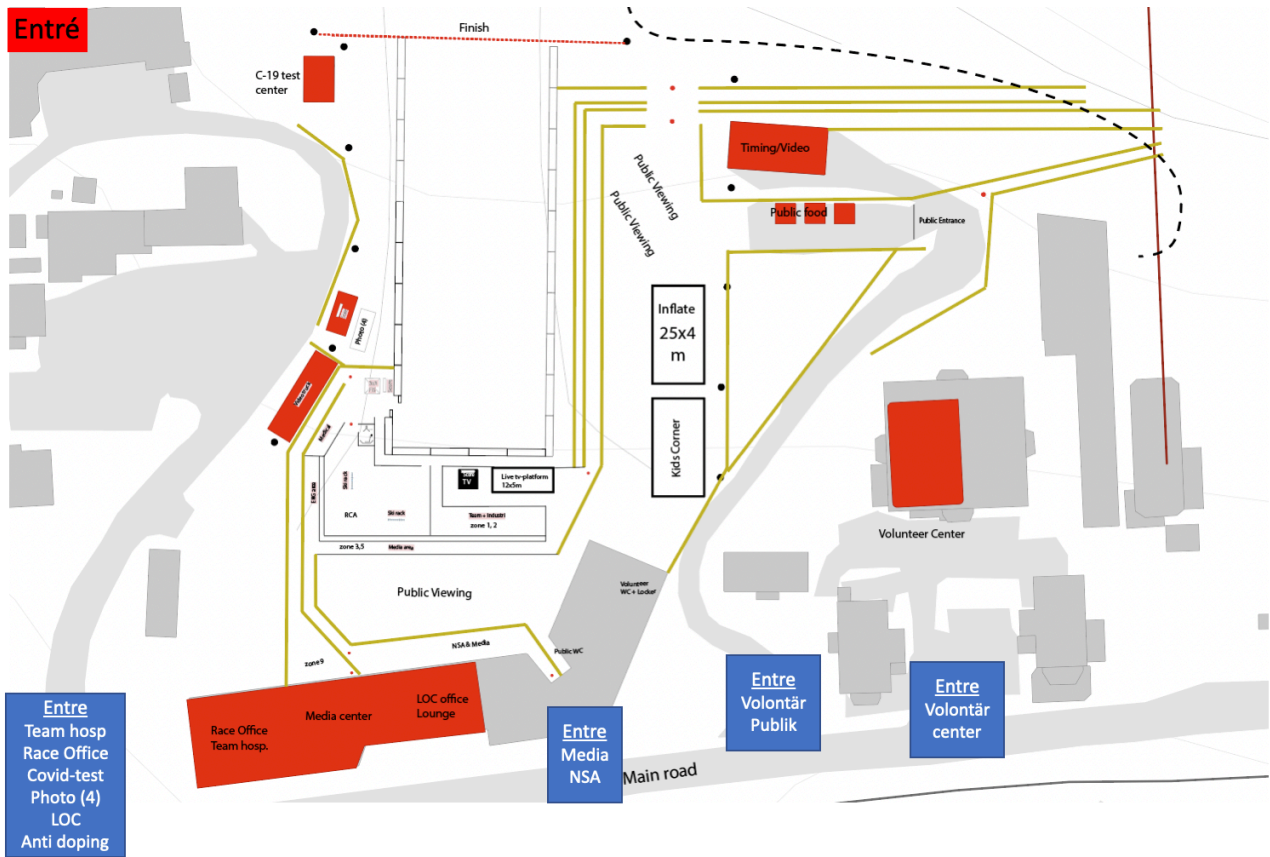 Entré
Finish
C-19 test
center
Timing/Video
Public Viewing
Public Viewing
Public food
Public Entrance
Photo (4)
Inflate
25x4
m
Kids Corner
Medical
Ski rack
TV
Live tv-platform
12x5m
ENG area
RCA
Ski rack
Team + Industri
zone 1, 2
zone 3,5
Public Viewing
Volunteer Center
Volunteer
WC + Locker
NSA & Media
Public WC
zone 9
LOC office
Lounge
Media center
Race Office
Team hosp.
Main road
Entre
Team hosp
Race Office
Covid-test
Photo (4)
LOC
Anti doping
Entre
Media
NSA
Entre
Volontär
Publik
Entre
Volontär
center